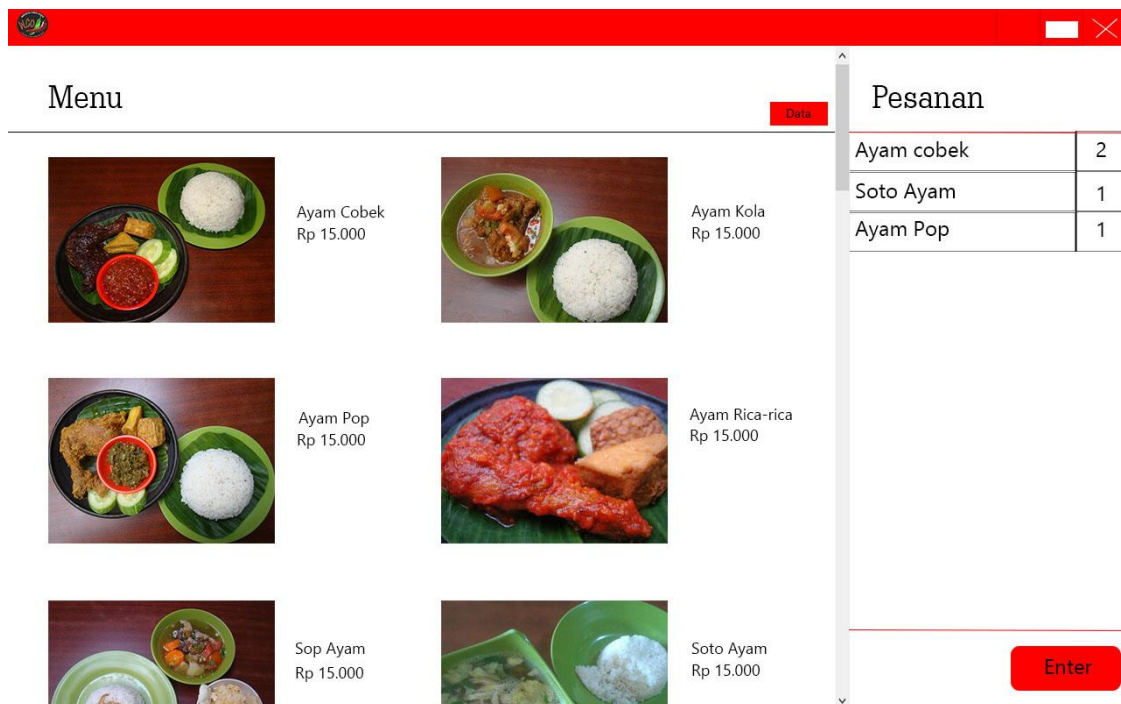 Menu
Data
Ayam Cobek
Rp 15.000
Ayam Kola
Rp 15.000
Ayam Pop
Rp 15.000
Ayam Rica-rica
Rp 15.000
Sop Ayam
Rp 15.000
Soto Ayam
Rp 15.000
Pesanan
Ayam cobek 2
Soto Ayam 1
Ayam Pop 1
Enter